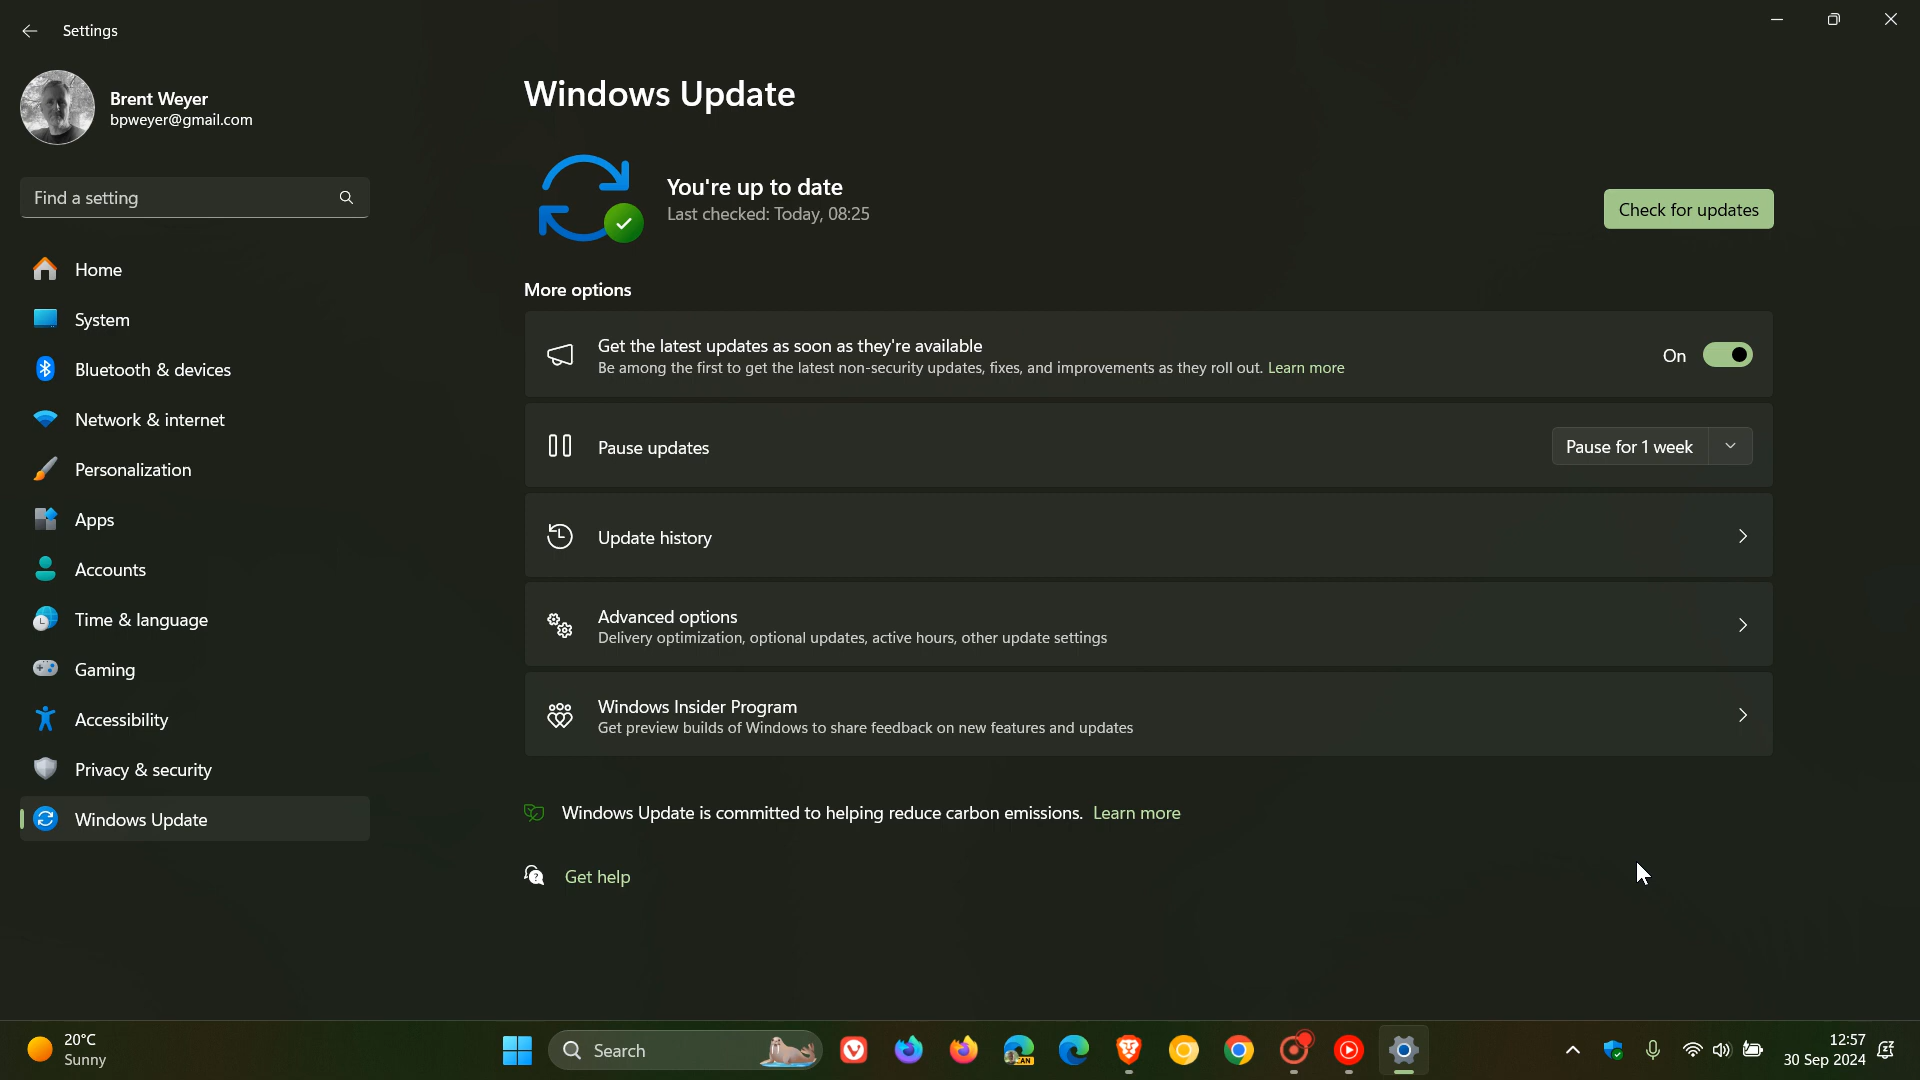 Settings
Brent Weyer
bpweyer@gmail.com
Find a setting
Home
System
Bluetooth & devices
Network & internet
Personalization
Apps
Accounts
Time & language
Gaming
Accessibility
Privacy & security
Windows Update
Windows Update
You're up to date
Last checked: Today, 08:25
Check for updates
More options
Get the latest updates as soon as they're available
Be among the first to get the latest non-security updates, fixes, and improvements as they roll out. Learn more
On
Pause updates
Pause for 1 week
Update history
Advanced options
Delivery optimization, optional updates, active hours, other update settings
Windows Insider Program
Get preview builds of Windows to share feedback on new features and updates
Windows Update is committed to helping reduce carbon emissions. Learn more
Get help
20°C
Sunny
Search
CAN
12:57
30 Sep 2024